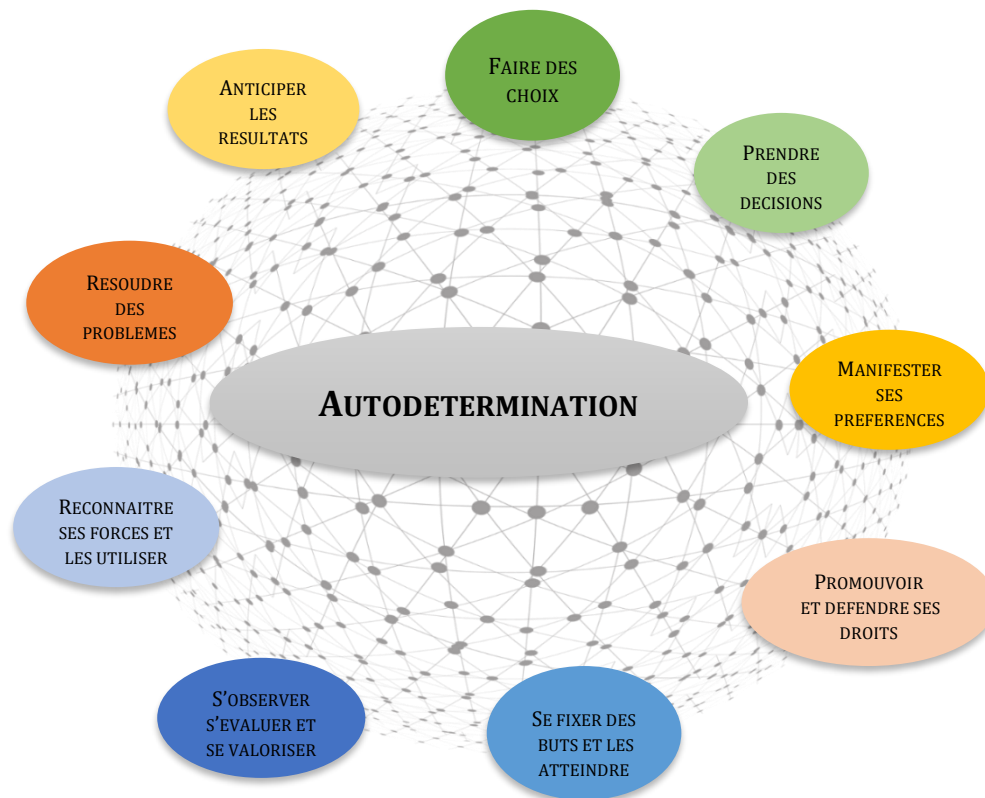 FAIRE DES
CHOIX
ANTICIPER
LES
RESULTATS
PRENDRE
DES
DECISIONS
RESOUDRE
DES
PROBLEMES
MANIFESTER
SES
PREFERENCES
AUTODETERMINATION
RECONNAITRE
SES FORCES ET
LES UTILISER
PROMOUVOIR
ET DEFENDRE SES
DROITS
S'OBSERVER
S'EVALUER ET
SE VALORISER
SE FIXER DES
BUTS ET LES
ATTEINDRE